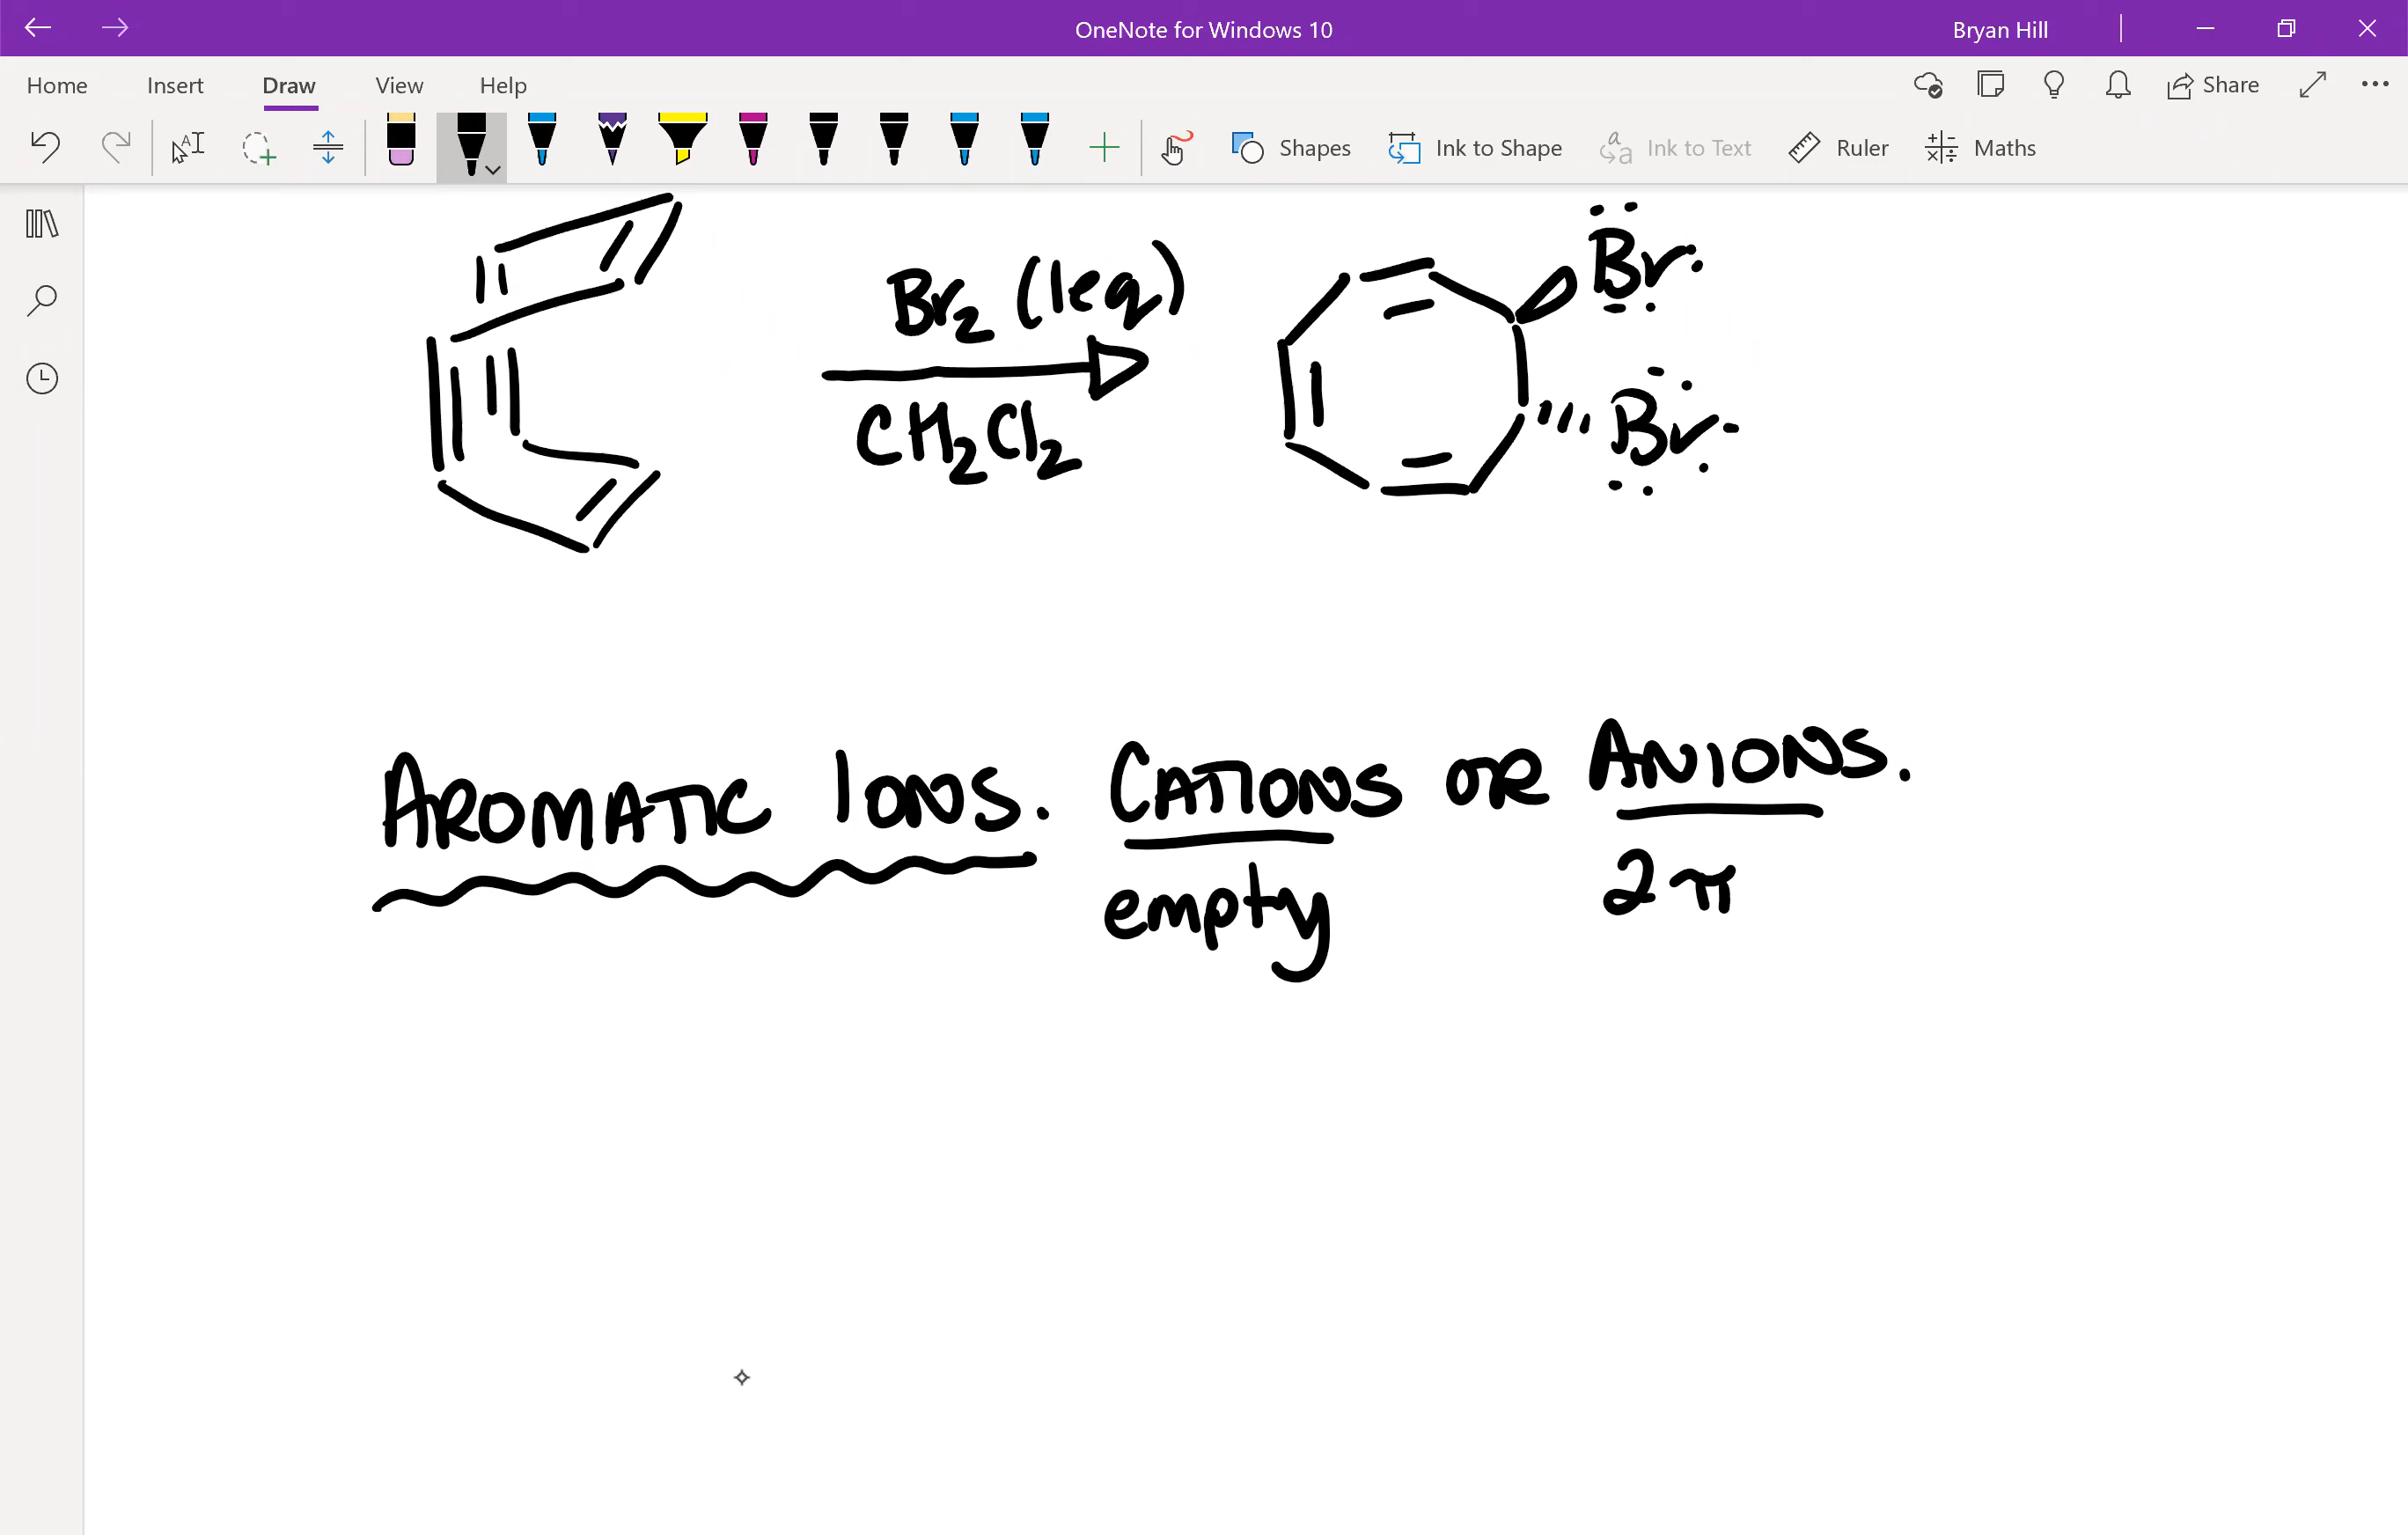 OneNote for Windows 10
Bryan Hill
Home Insert Draw View Help
Share
Shapes Ink to Shape Ink to Text Ruler Maths
Br₂ (1eq)
CH₂Cl₂
Br
Br
AROMATIC IONS. CATIONS OR ANIONS.
empty 2π